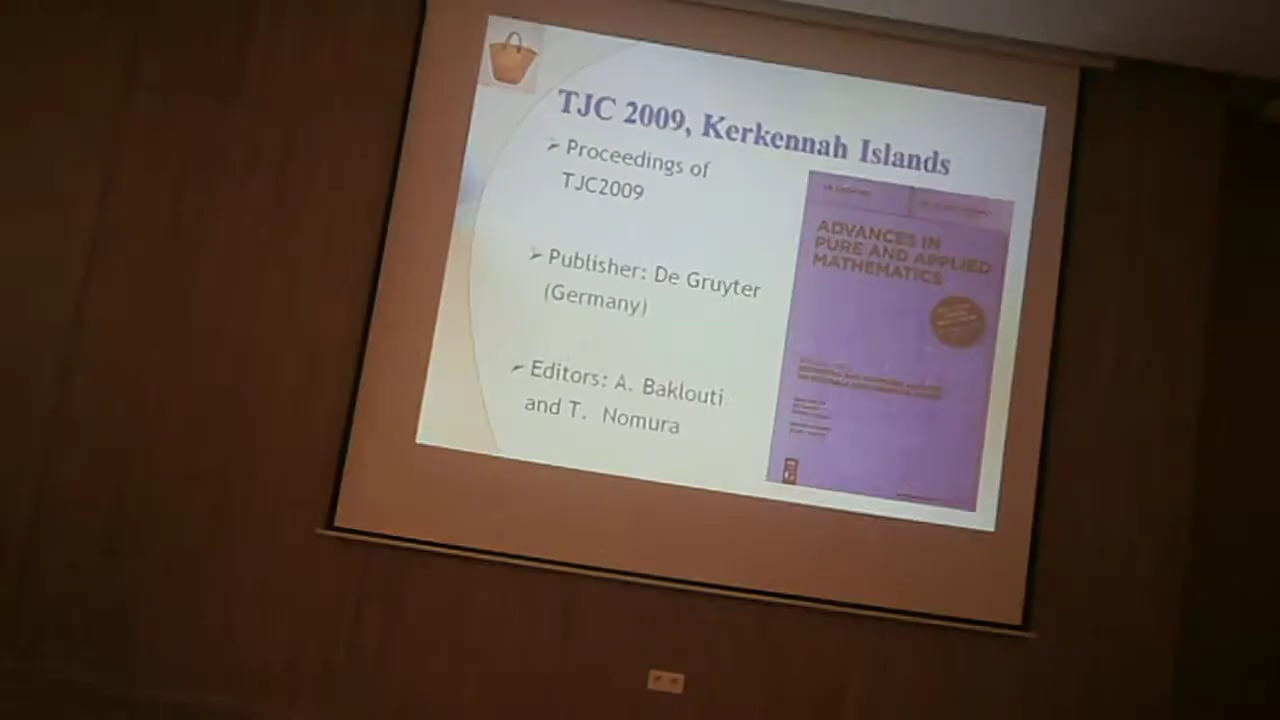 TJC 2009, Kerkennah Islands
Proceedings of
TJC2009
Publisher: De Gruyter
(Germany)
Editors: A. Baklouti
and T. Nomura
ADVANCES IN
PURE AND APPLIED
MATHEMATICS